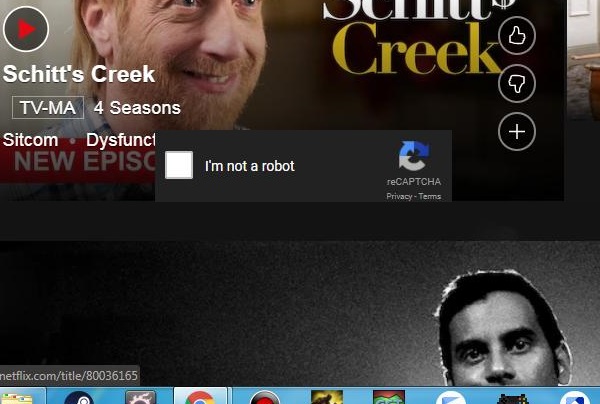 Schitt$
Creek
Schitt's Creek
TV-MA 4 Seasons
Sitcom • Dysfunct
NEW EPISO
I'm not a robot
reCAPTCHA
Privacy - Terms
netflix.com/title/80036165